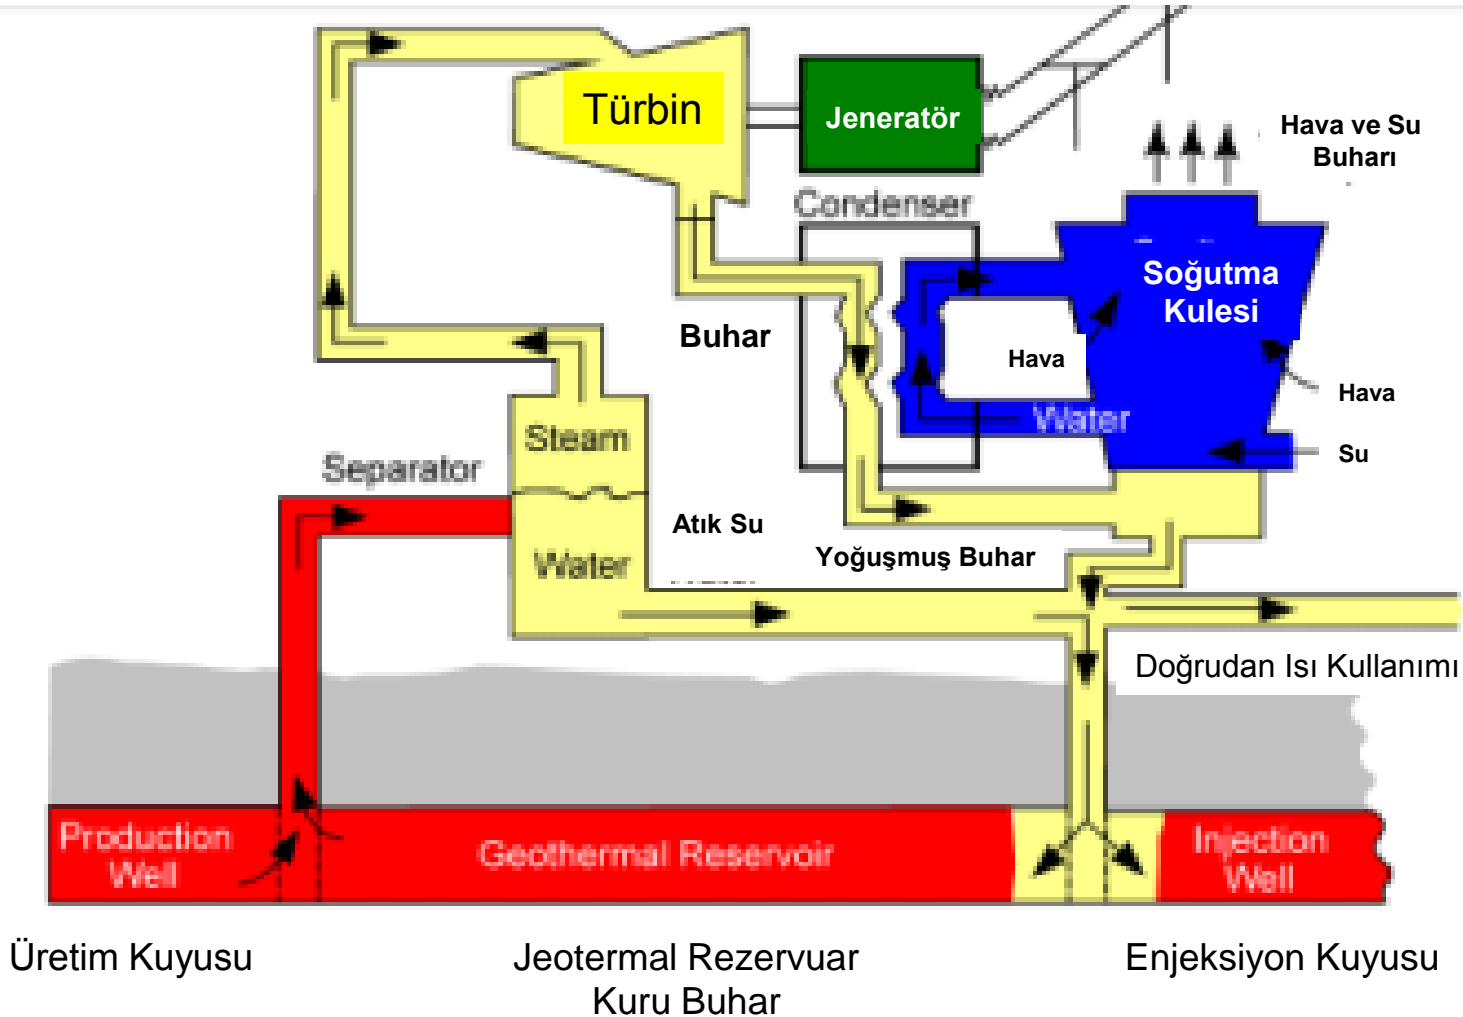 Türbin
Jeneratör
Hava ve Su
Buharı
Condenser
Soğutma
Kulesi
Buhar
Hava
Hava
Water
Su
Steam
Separator
Atık Su
Yoğuşmuş Buhar
Water
Doğrudan Isı Kullanımı
Production
Well
Geothermal Reservoir
Injection
Well
Üretim Kuyusu
Jeotermal Rezervuar
Kuru Buhar
Enjeksiyon Kuyusu